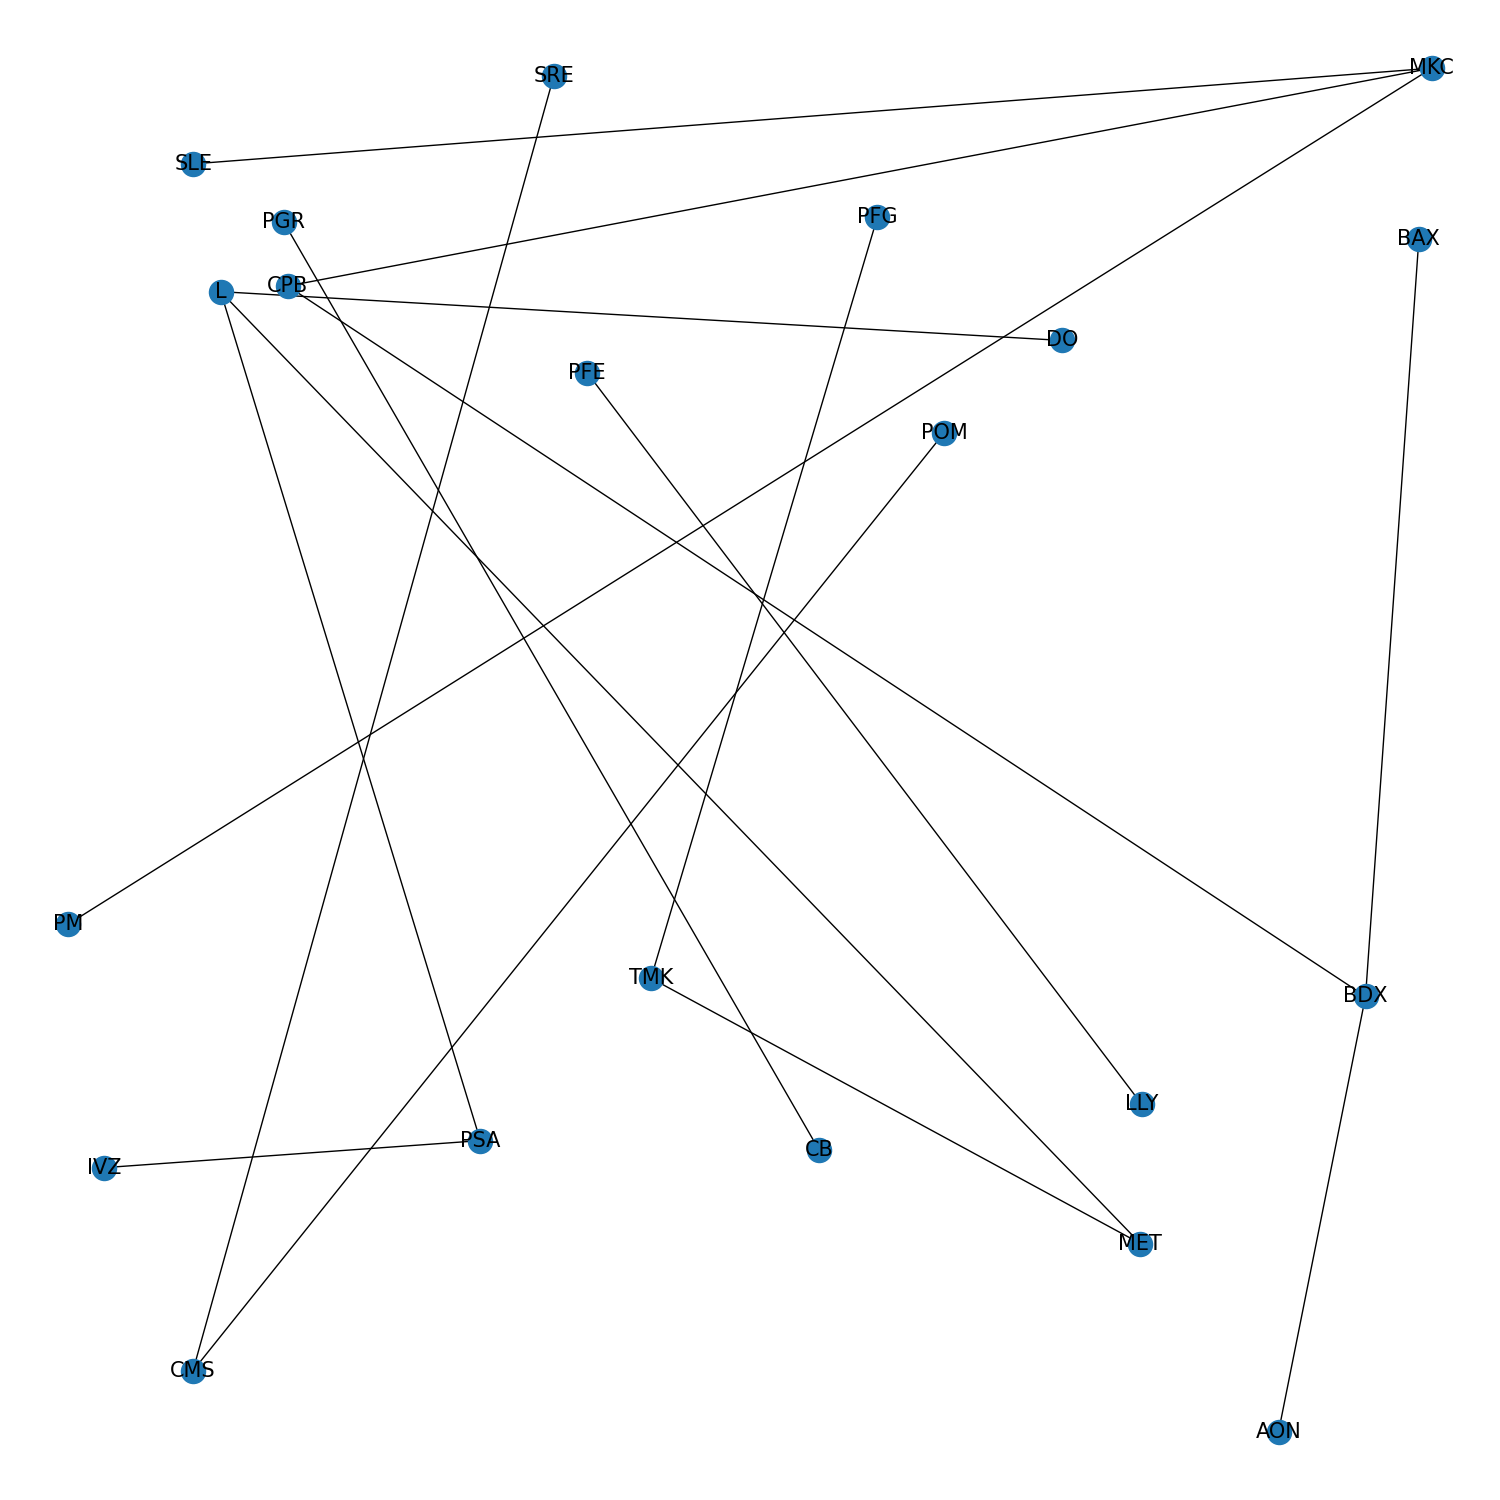 MKC
SRE
SLE
PFG
PGR
BAX
CPB
L
DO
PFE
POM
PM
TMK
BDX
LLY
PSA
CB
IVZ
MET
CMS
AON